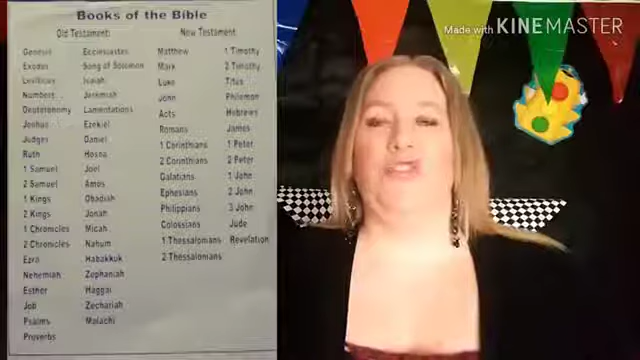 Books of the Bible
Old Testament:
New Testament
Genesis
Exodus
Leviticus
Numbers
Deuteronomy
Joshua
Judges
Ruth
1 Samuel
2 Samuel
1 Kings
2 Kings
1 Chronicles
2 Chronicles
Ezra
Nehemiah
Esther
Job
Psalms
Proverbs
Ecclesiastes
Song of Solomon
Isaiah
Jeremiah
Lamentations
Ezekiel
Daniel
Hosea
Joel
Amos
Obadiah
Jonah
Micah
Nahum
Habakkuk
Zephaniah
Haggai
Zechariah
Malachi
Matthew
Mark
Luke
John
Acts
Romans
1 Corinthians
2 Corinthians
Galatians
Ephesians
Philippians
Colossians
1 Thessalonians
2 Thessalonians
1 Timothy
2 Timothy
Titus
Philemon
Hebrews
James
1 Peter
2 Peter
1 John
2 John
3 John
Jude
Revelation
Made with KINEMASTER